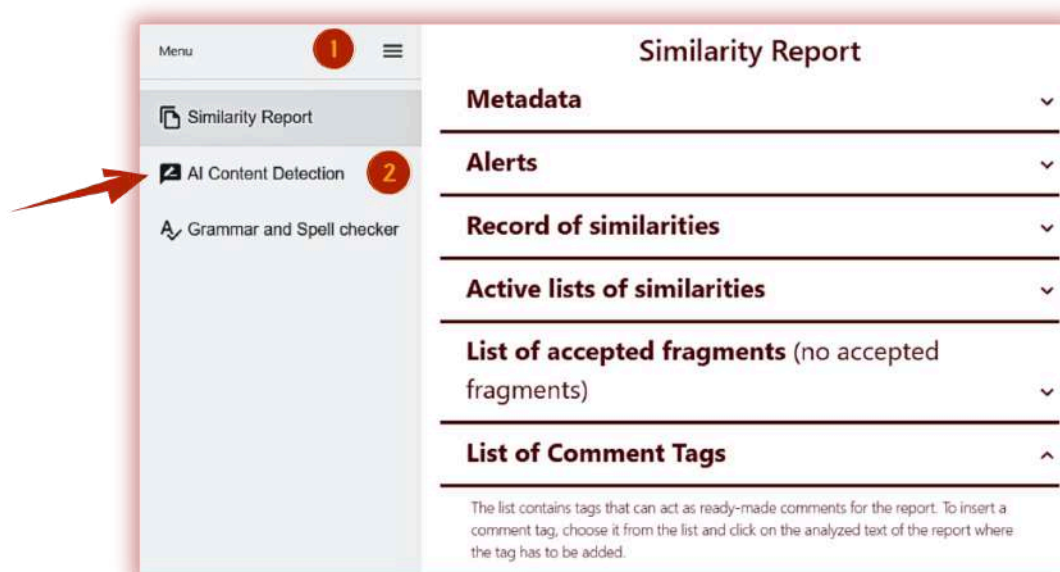 Menu
1
Similarity Report
AI Content Detection
2
Grammar and Spell checker
Similarity Report
Metadata
Alerts
Record of similarities
Active lists of similarities
List of accepted fragments (no accepted
fragments)
List of Comment Tags
The list contains tags that can act as ready-made comments for the report. To insert a
comment tag, choose it from the list and click on the analyzed text of the report where
the tag has to be added.